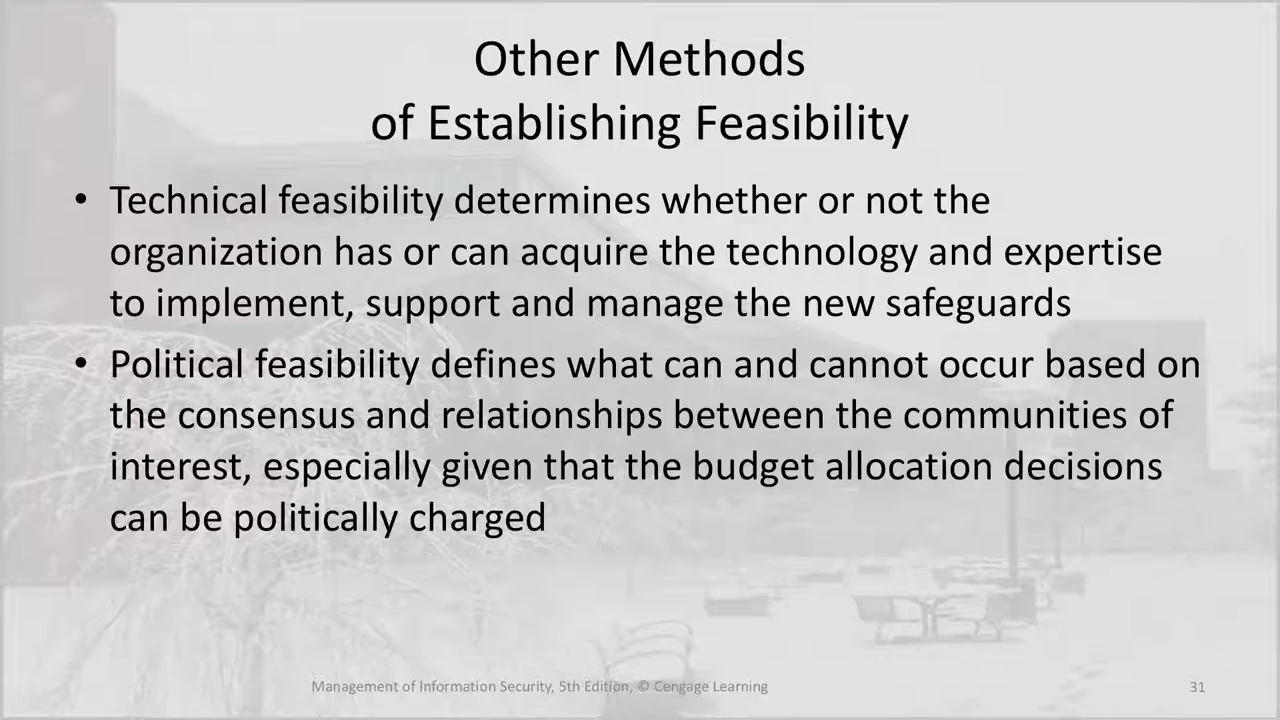 Other Methods
of Establishing Feasibility
• Technical feasibility determines whether or not the
organization has or can acquire the technology and expertise
to implement, support and manage the new safeguards
• Political feasibility defines what can and cannot occur based on
the consensus and relationships between the communities of
interest, especially given that the budget allocation decisions
can be politically charged
Management of Information Security, 5th Edition, © Cengage Learning
31